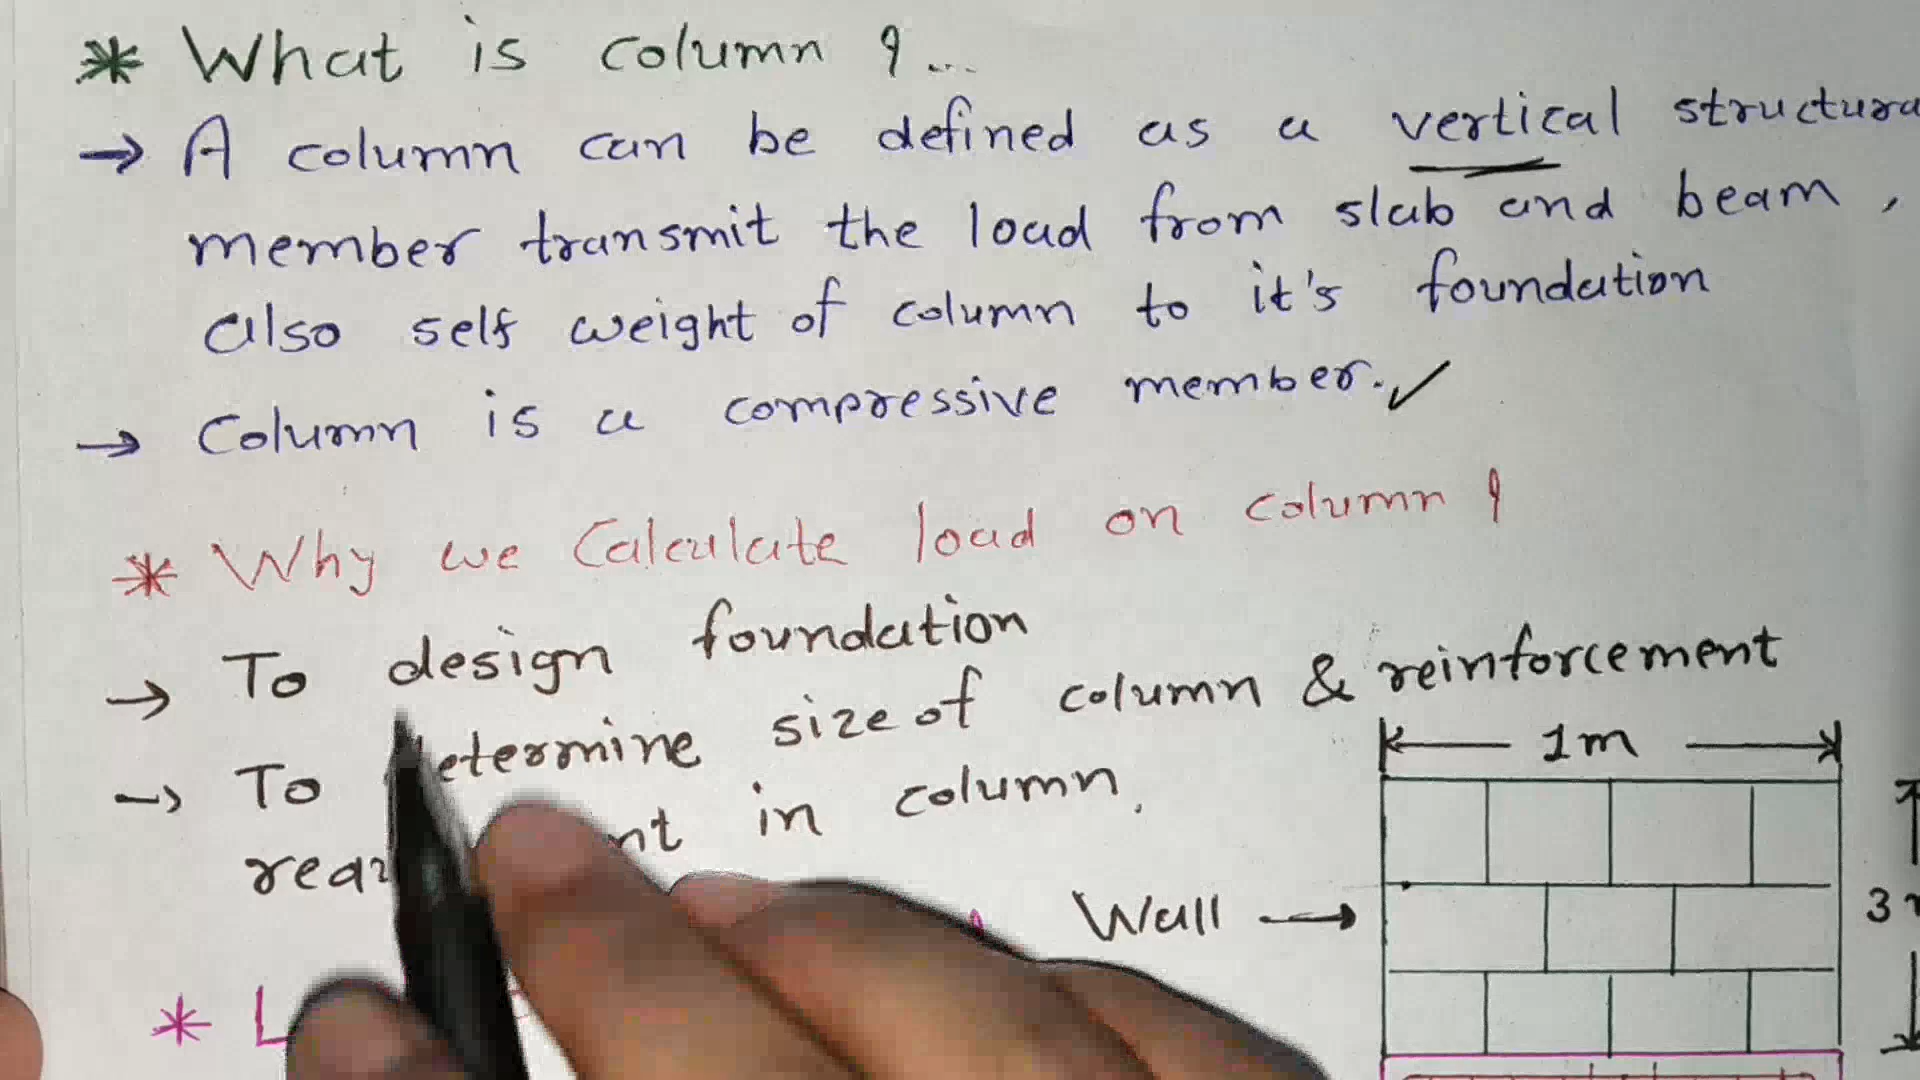 * What is column ? ...
→ A column can be defined as a vertical structura
member transmit the load from slab and beam,
also self weight of column to it's foundation
→ Column is a compressive member. ✓
* Why we Calculate load on column ?
→ To design foundation
→ To determine size of column & reinforcement
in column.
1m
Wall →
3
* L